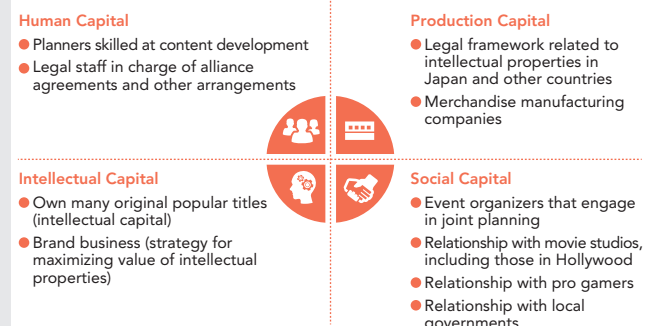 Human Capital
● Planners skilled at content development
● Legal staff in charge of alliance
agreements and other arrangements
Production Capital
● Legal framework related to
intellectual properties in
Japan and other countries
● Merchandise manufacturing
companies
Intellectual Capital
● Own many original popular titles
(intellectual capital)
● Brand business (strategy for
maximizing value of intellectual
properties)
Social Capital
● Event organizers that engage
in joint planning
● Relationship with movie studios,
including those in Hollywood
● Relationship with pro gamers
● Relationship with local
governments